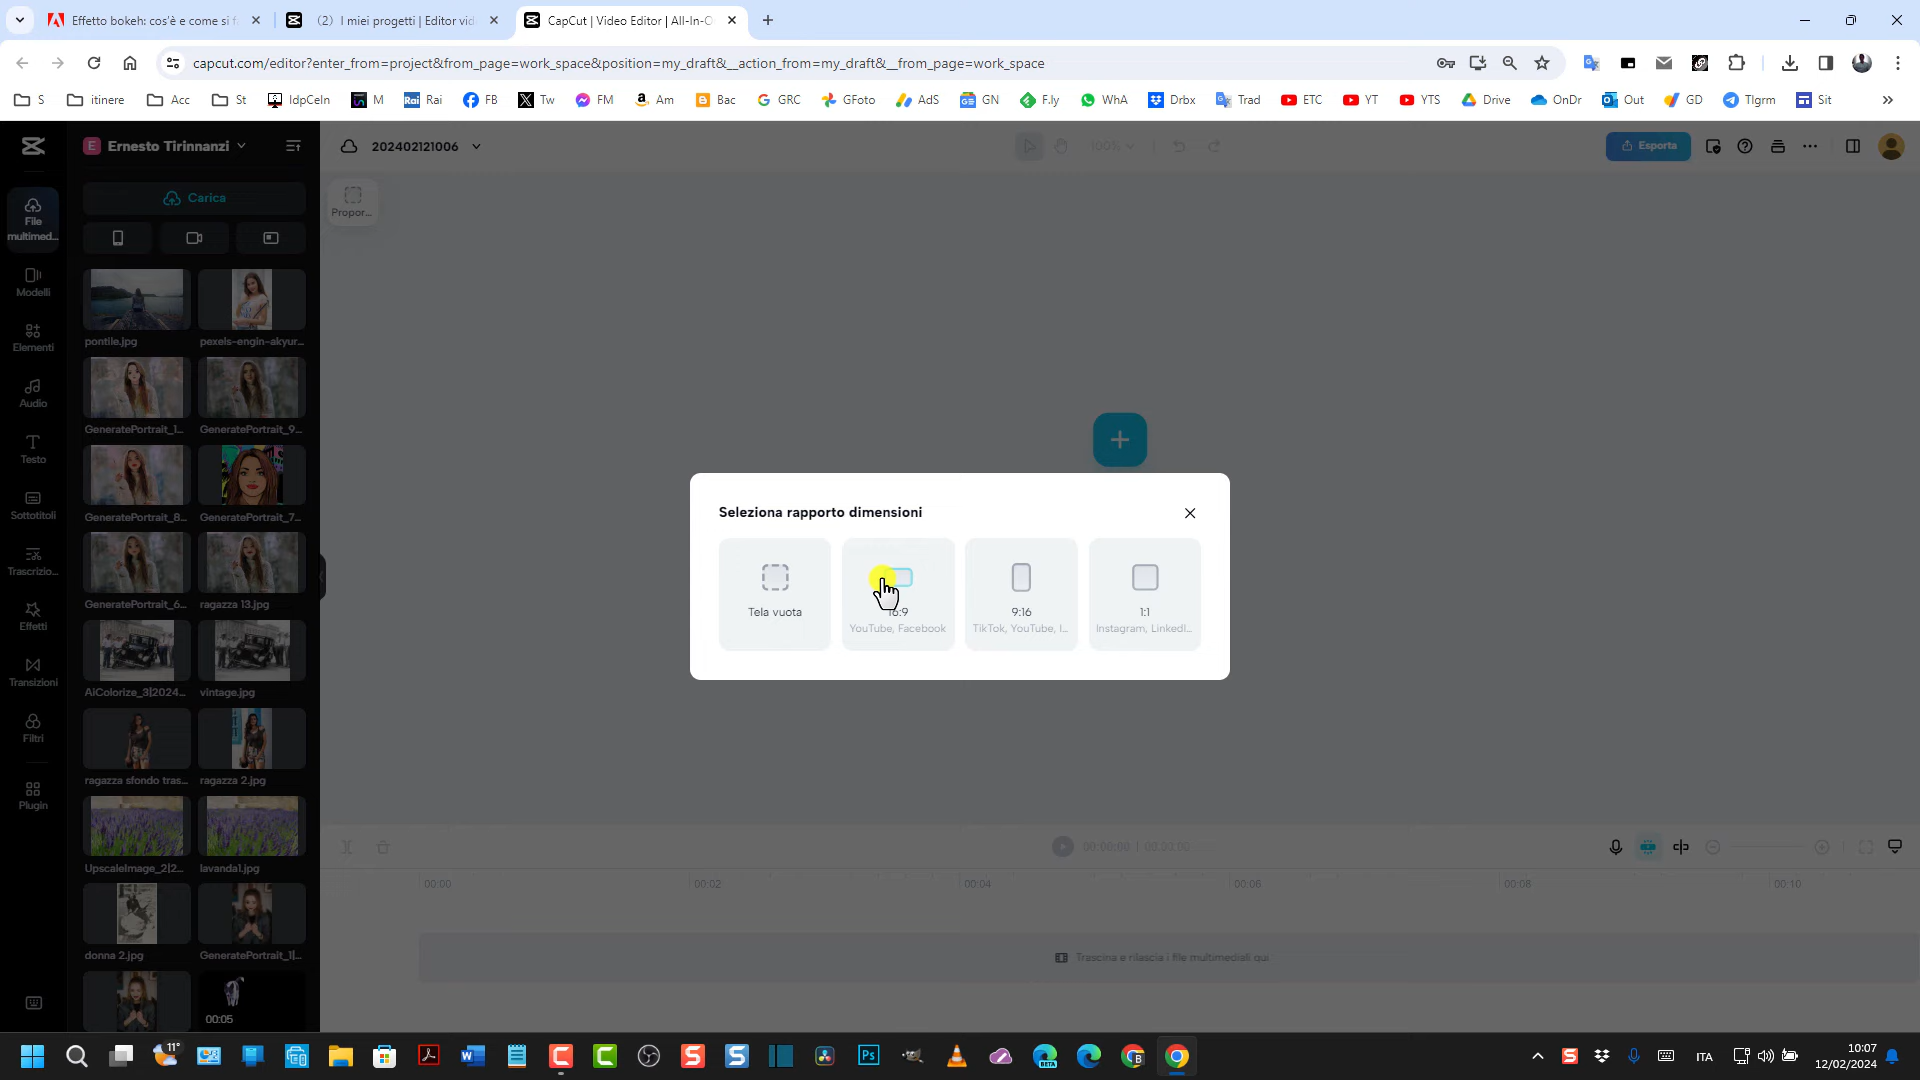 Effetto bokeh: cos'è e come si f
(2) I miei progetti | Editor vid
CapCut | Video Editor | All-In-O
capcut.com/editor?enter_from=project&from_page=work_space&position=my_draft&__action_from=my_draft&__from_page=work_space
S itinere Acc St IdpCeIn M Rai FB Tw FM Am Bac GRC GFoto AdS GN F.ly WhA Drbx Trad ETC YT YTS Drive OnDr Out GD Tlgrm Sit
E Ernesto Tirinnanzi
202402121006
100%
Esporta
Carica
Propor...
File multimed...
Modelli
Elementi
Audio
Testo
Sottotitoli
Trascrizio...
Effetti
Transizioni
Filtri
Plugin
pontile.jpg
pexels-engin-akyur...
GeneratePortrait_1...
GeneratePortrait_9...
GeneratePortrait_8...
GeneratePortrait_7...
GeneratePortrait_6...
ragazza 13.jpg
AiColorize_3|2024...
vintage.jpg
ragazza sfondo tras...
ragazza 2.jpg
UpscaleImage_2|2...
lavanda1.jpg
donna 2.jpg
GeneratePortrait_1|...
00:05
Seleziona rapporto dimensioni
Tela vuota
16:9
YouTube, Facebook
9:16
TikTok, YouTube, I...
1:1
Instagram, LinkedI...
00:00:00 | 00:00:00
00:00 00:02 00:04 00:06 00:08 00:10
Trascina e rilascia i file multimediali qui
11°
ITA
10:07
12/02/2024